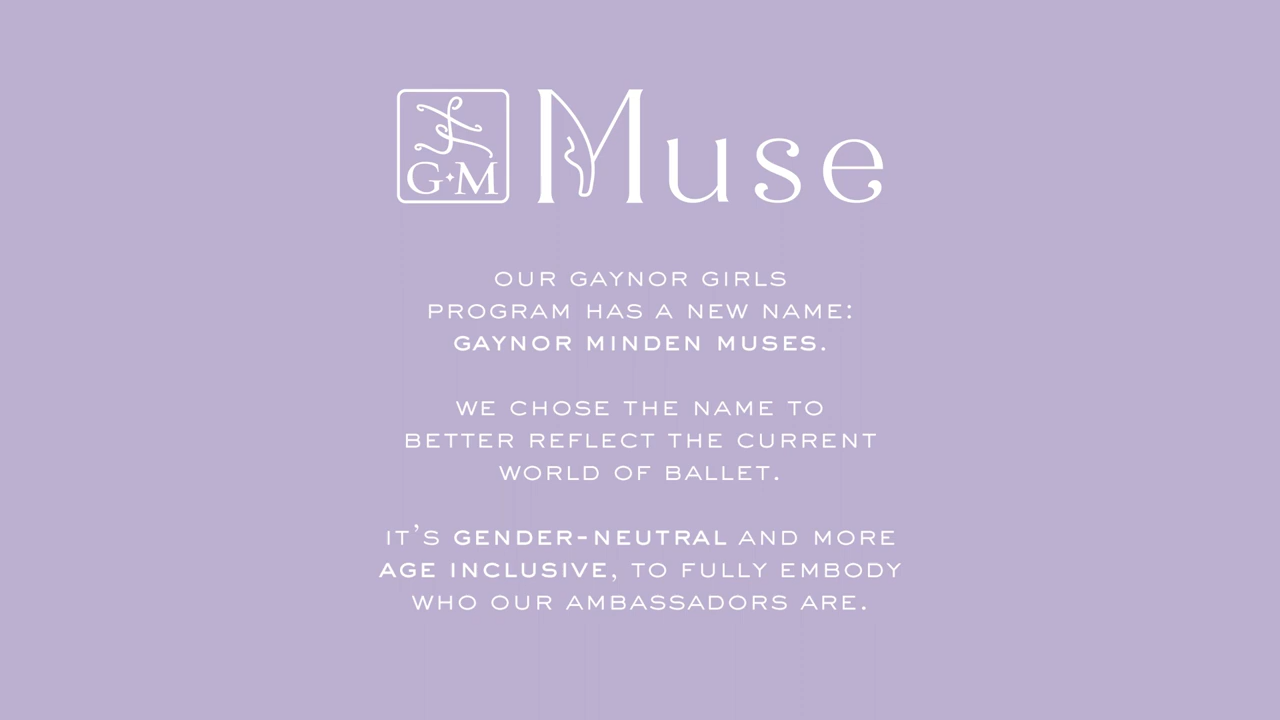 G✦M Muse
OUR GAYNOR GIRLS
PROGRAM HAS A NEW NAME:
GAYNOR MINDEN MUSES.
WE CHOSE THE NAME TO
BETTER REFLECT THE CURRENT
WORLD OF BALLET.
IT'S GENDER-NEUTRAL AND MORE
AGE INCLUSIVE, TO FULLY EMBODY
WHO OUR AMBASSADORS ARE.